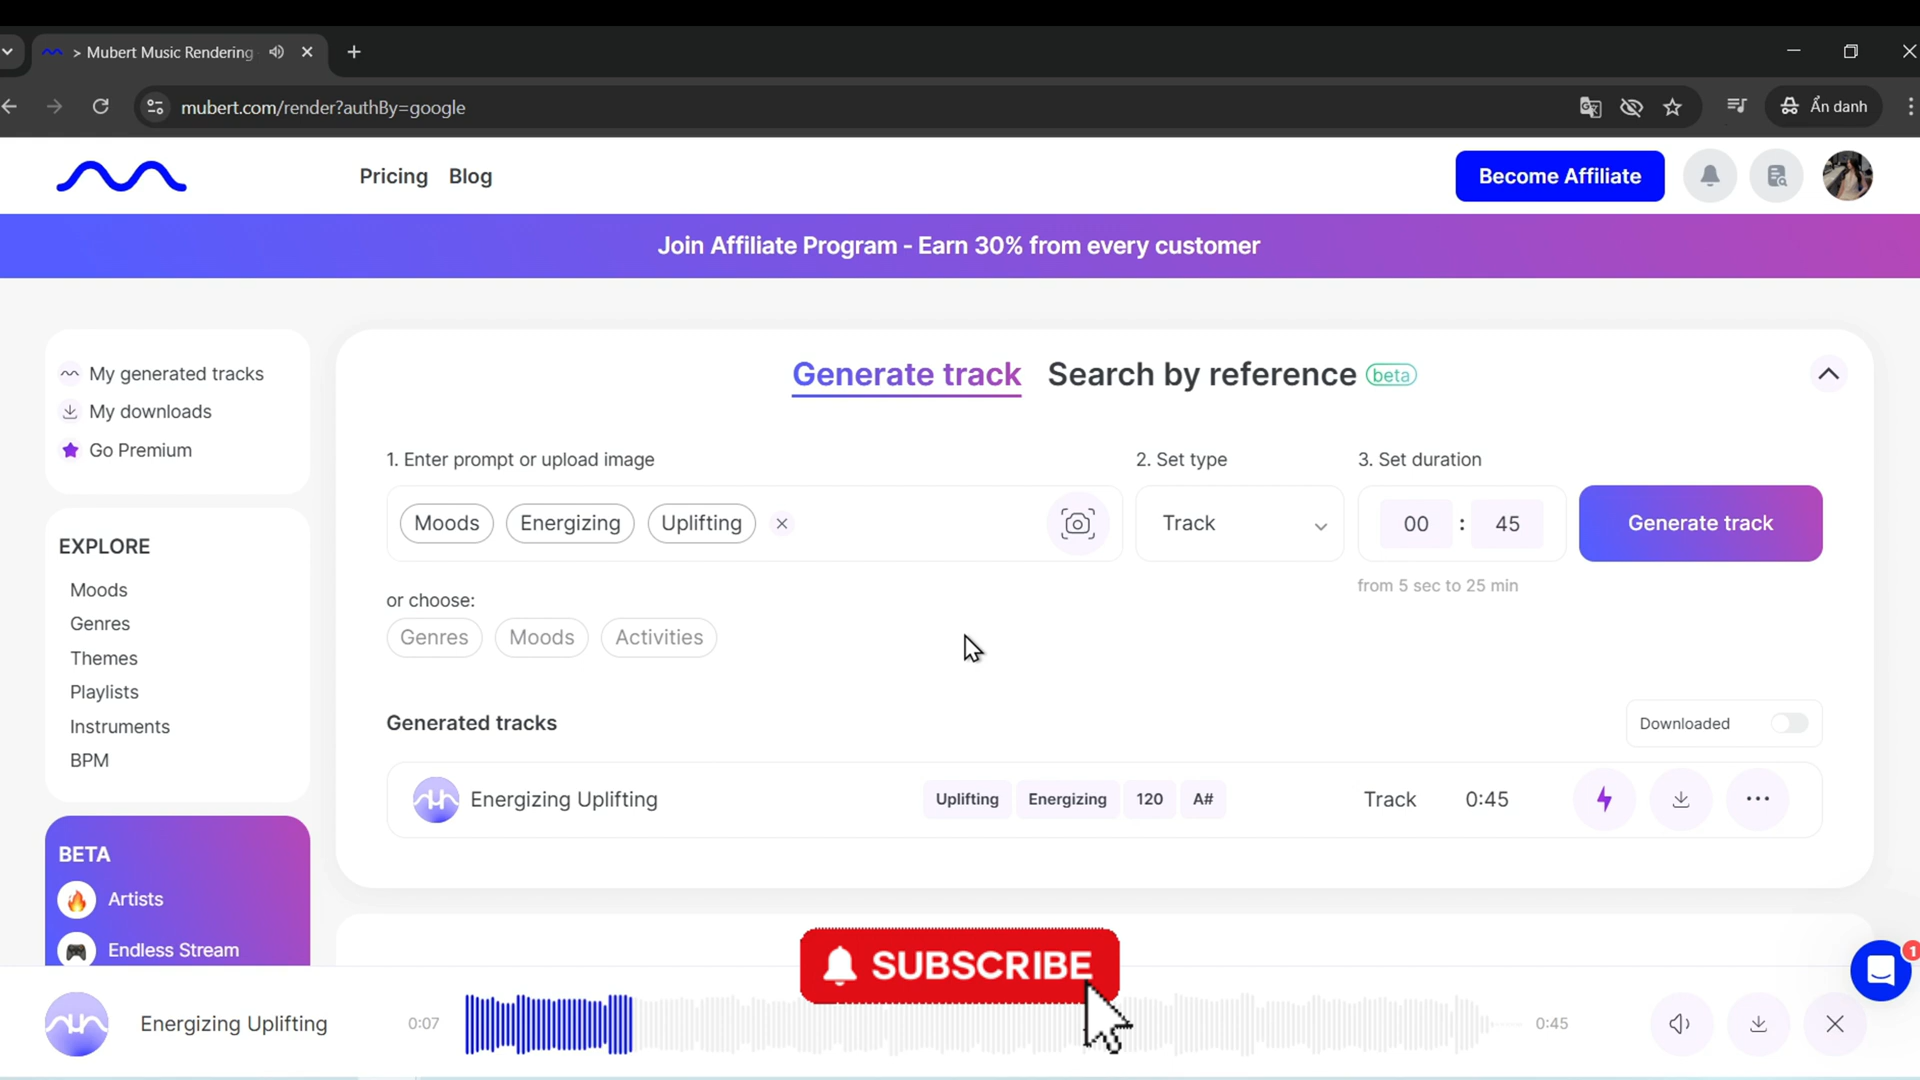 > Mubert Music Rendering
mubert.com/render?authBy=google
Ẩn danh
Pricing Blog
Become Affiliate
Join Affiliate Program - Earn 30% from every customer
My generated tracks
My downloads
Go Premium
EXPLORE
Moods
Genres
Themes
Playlists
Instruments
BPM
BETA
Artists
Endless Stream
Generate track Search by reference beta
1. Enter prompt or upload image
2. Set type
3. Set duration
Moods Energizing Uplifting
Track
00 : 45
Generate track
from 5 sec to 25 min
or choose:
Genres Moods Activities
Generated tracks
Downloaded
Energizing Uplifting Uplifting Energizing 120 A# Track 0:45
SUBSCRIBE
1
Energizing Uplifting 0:07 0:45